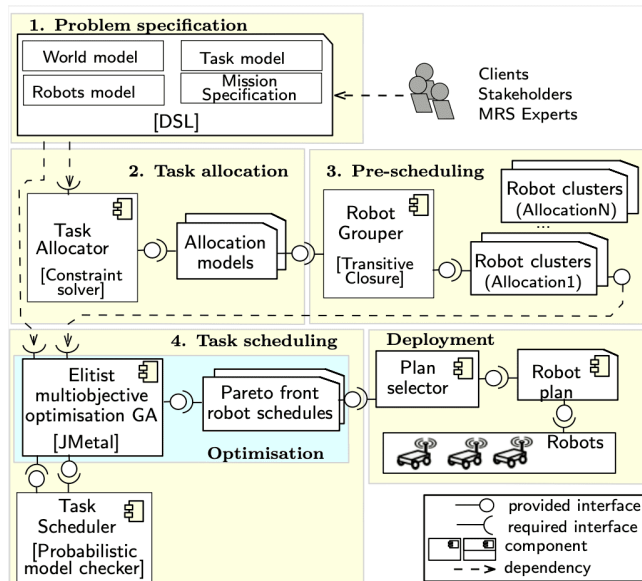 1. Problem specification
World model
Task model
Robots model
Mission
Specification
[DSL]
Clients
Stakeholders
MRS Experts
2. Task allocation
Task
Allocator
[Constraint
solver]
Allocation
models
3. Pre-scheduling
Robot
Grouper
[Transitive
Closure]
Robot clusters
(AllocationN)
...
Robot clusters
(Allocation1)
4. Task scheduling
Elitist
multiobjective
optimisation GA
[JMetal]
Pareto front
robot schedules
Optimisation
Task
Scheduler
[Probabilistic
model checker]
Deployment
Plan
selector
Robot
plan
Robots
provided interface
required interface
component
dependency